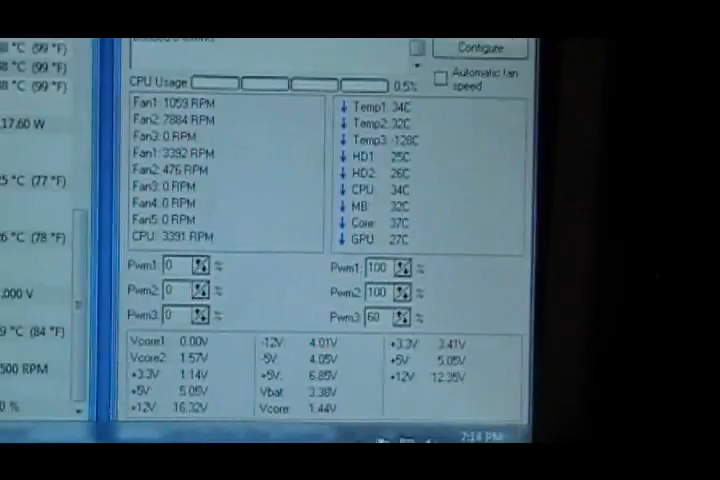 8 °C (99 °F)
8 °C (99 °F)
8 °C (99 °F)
17.60 W
5 °C (77 °F)
6 °C (78 °F)
.000 V
9 °C (84 °F)
500 RPM
0 %
Configure
CPU Usage 0.5%
Automatic fan
speed
Fan1: 1059 RPM
Fan2: 7884 RPM
Fan3: 0 RPM
Fan1: 3392 RPM
Fan2: 476 RPM
Fan3: 0 RPM
Fan4: 0 RPM
Fan5: 0 RPM
CPU: 3391 RPM
Temp1: 34C
Temp2: 32C
Temp3: -128C
HD1: 25C
HD2: 26C
CPU: 34C
MB: 32C
Core: 37C
GPU: 27C
Pwm1: 0 Pwm1: 100
Pwm2: 0 Pwm2: 100
Pwm3: 0 Pwm3: 60
Vcore1: 0.00V
Vcore2: 1.57V
+3.3V: 1.14V
+5V: 5.05V
+12V: 16.32V
-12V: 4.01V
-5V: 4.05V
+5V: 6.85V
Vbat: 3.38V
Vcore: 1.44V
+3.3V: 3.41V
+5V: 5.05V
+12V: 12.35V
2:14 PM